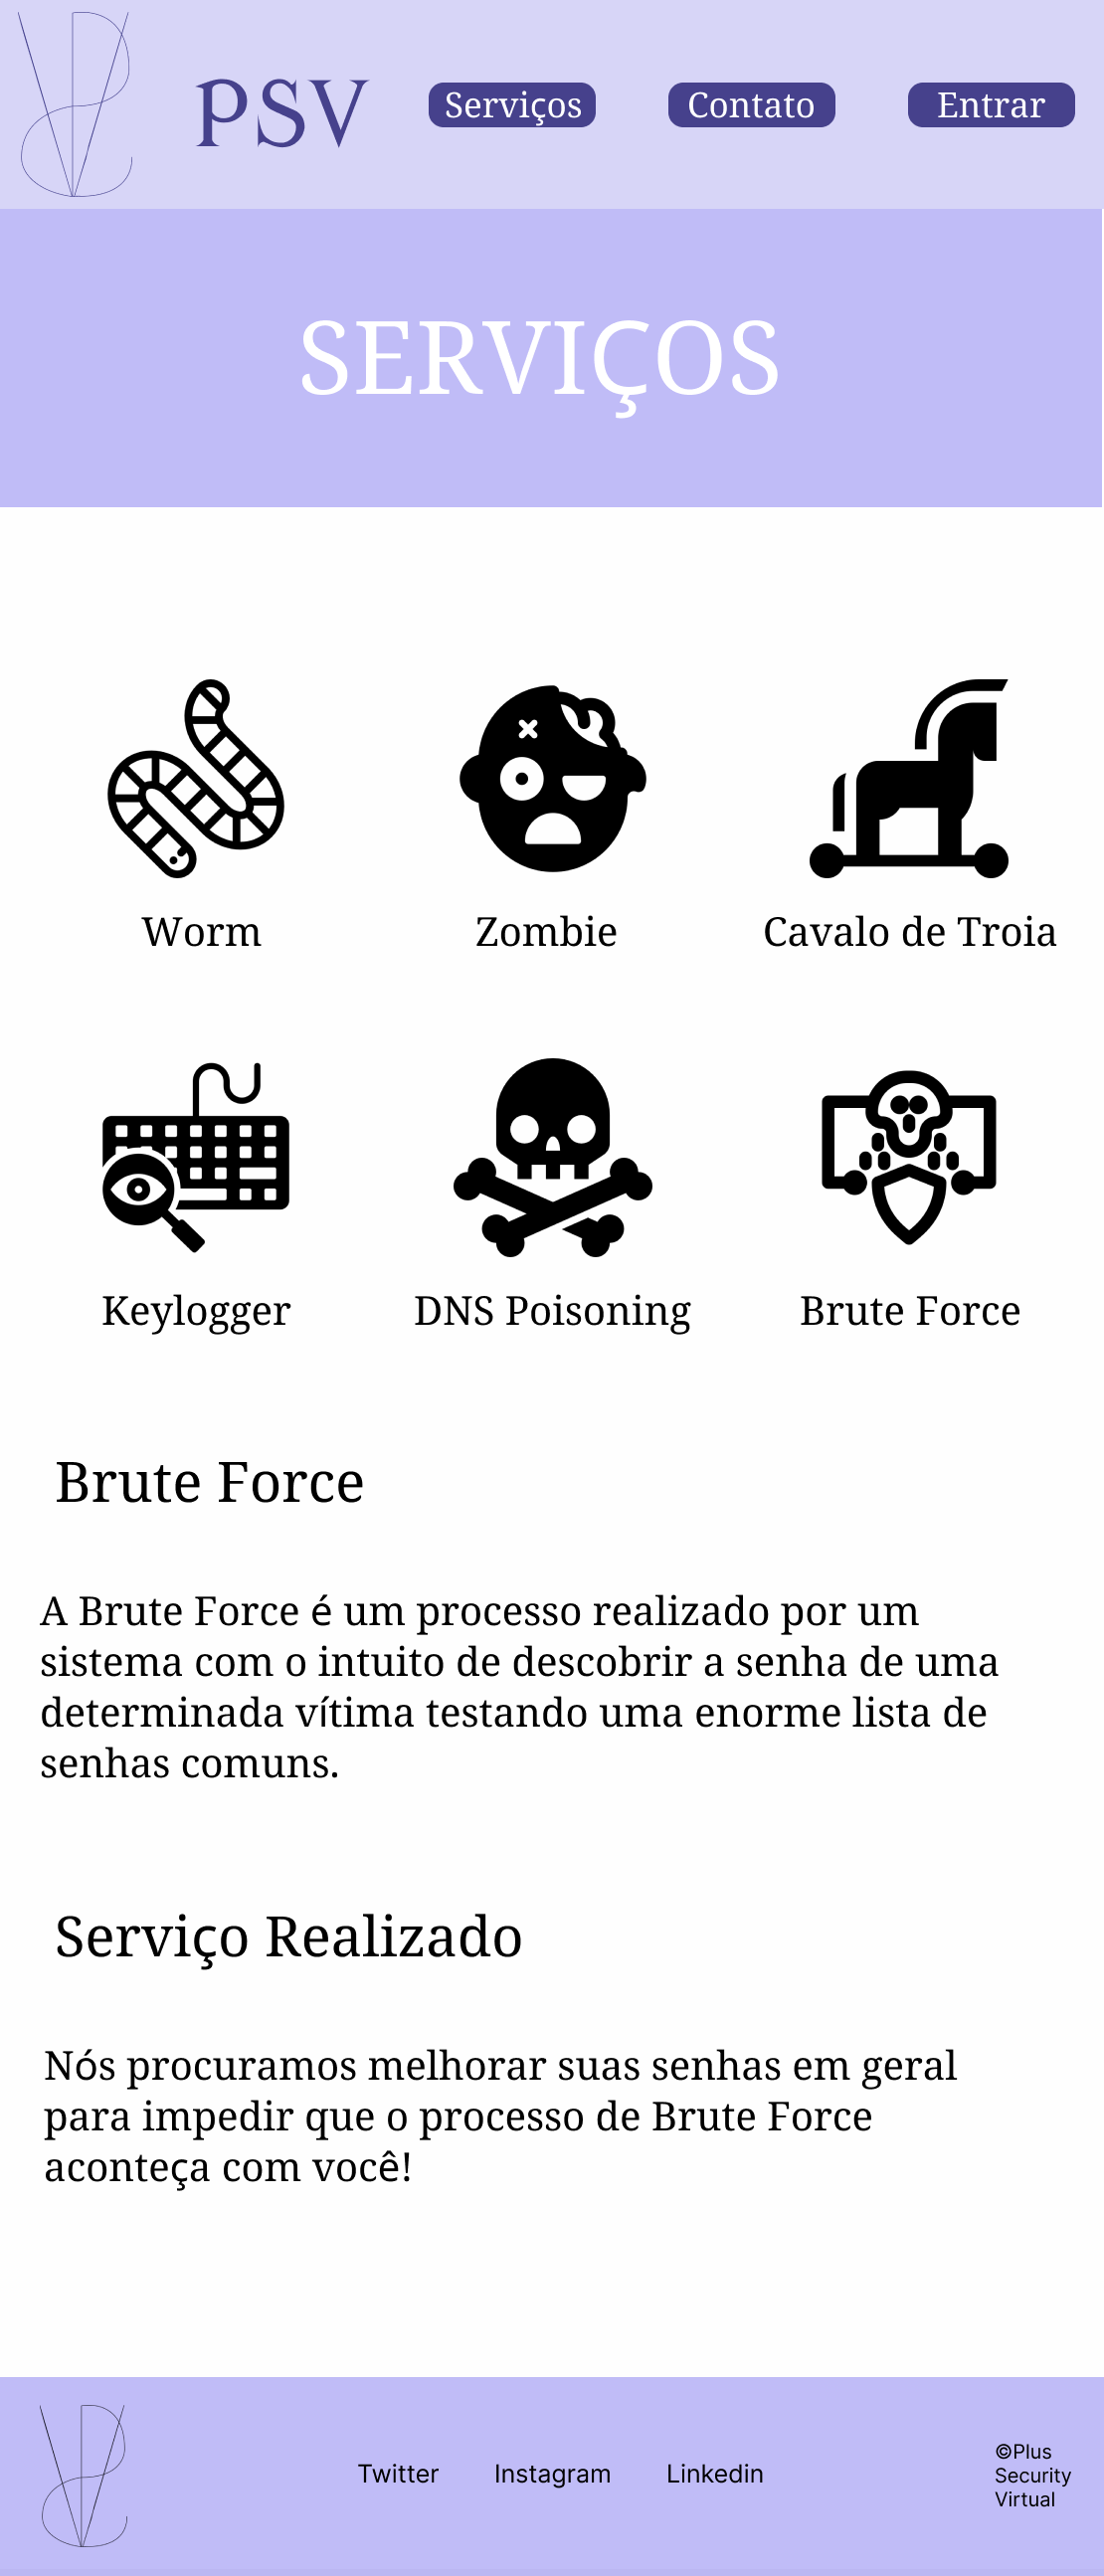 PSV
Serviços
Contato
Entrar
SERVIÇOS
Worm
Zombie
Cavalo de Troia
Keylogger
DNS Poisoning
Brute Force
Brute Force
A Brute Force é um processo realizado por um
sistema com o intuito de descobrir a senha de uma
determinada vítima testando uma enorme lista de
senhas comuns.
Serviço Realizado
Nós procuramos melhorar suas senhas em geral
para impedir que o processo de Brute Force
aconteça com você!
Twitter
Instagram
Linkedin
©Plus
Security
Virtual